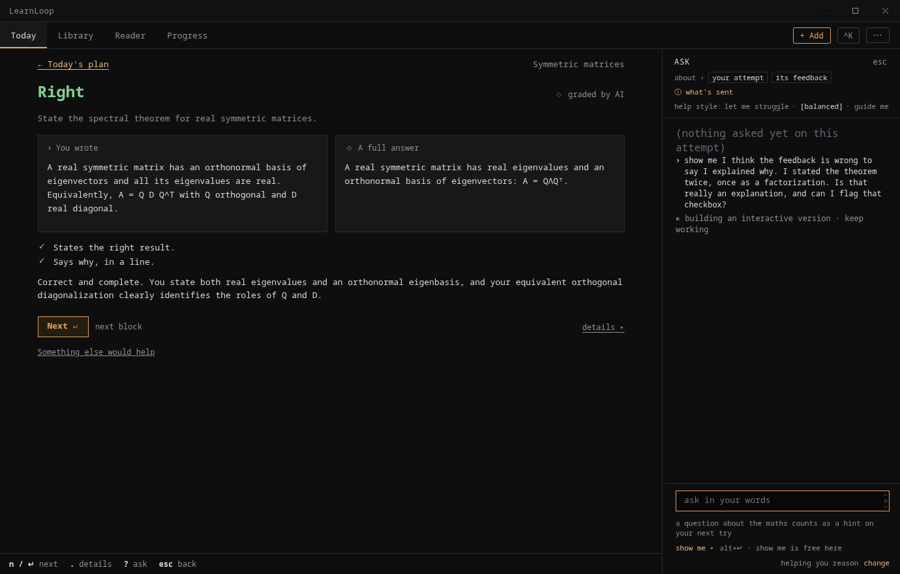 LearnLoop
Today Library Reader Progress
+ Add ^K ⋯
← Today's plan Symmetric matrices
Right
◇ graded by AI
State the spectral theorem for real symmetric matrices.
› You wrote
A real symmetric matrix has an orthonormal basis of
eigenvectors and all its eigenvalues are real.
Equivalently, A = Q D Q^T with Q orthogonal and D
real diagonal.
◇ A full answer
A real symmetric matrix has real eigenvalues and an
orthonormal basis of eigenvectors: A = QΛQᵀ.
✓ States the right result.
✓ Says why, in a line.
Correct and complete. You state both real eigenvalues and an orthonormal eigenbasis, and your equivalent orthogonal
diagonalization clearly identifies the roles of Q and D.
Next ↵ next block
details ▸
Something else would help
n / ↵ next . details ? ask esc back
ASK esc
about › your attempt its feedback
ⓘ what's sent
help style: let me struggle · [balanced] · guide me
(nothing asked yet on this
attempt)
› show me I think the feedback is wrong to
say I explained why. I stated the theorem
twice, once as a factorization. Is that
really an explanation, and can I flag that
checkbox?
◐ building an interactive version · keep
working
ask in your words
a question about the maths counts as a hint on
your next try
show me ▸ alt+↵ · show me is free here
helping you reason change